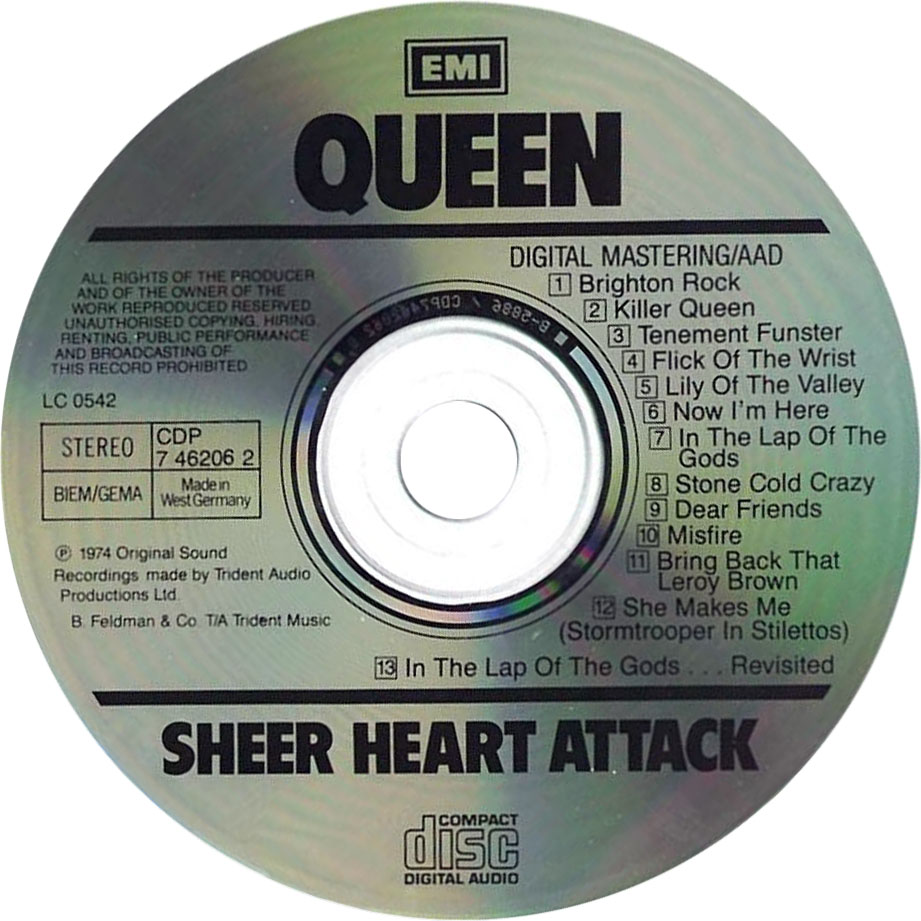 EMI
QUEEN
DIGITAL MASTERING/AAD
1 Brighton Rock
2 Killer Queen
3 Tenement Funster
4 Flick Of The Wrist
5 Lily Of The Valley
6 Now I'm Here
7 In The Lap Of The
Gods
8 Stone Cold Crazy
9 Dear Friends
10 Misfire
11 Bring Back That
Leroy Brown
12 She Makes Me
(Stormtrooper In Stilettos)
13 In The Lap Of The Gods . . . Revisited
ALL RIGHTS OF THE PRODUCER
AND OF THE OWNER OF THE
WORK REPRODUCED RESERVED
UNAUTHORISED COPYING, HIRING,
RENTING, PUBLIC PERFORMANCE
AND BROADCASTING OF
THIS RECORD PROHIBITED
LC 0542
STEREO
CDP
7 46206 2
BIEM/GEMA
Made in
West Germany
℗ 1974 Original Sound
Recordings made by Trident Audio
Productions Ltd.
B. Feldman & Co. T/A Trident Music
SHEER HEART ATTACK
COMPACT
disc
DIGITAL AUDIO